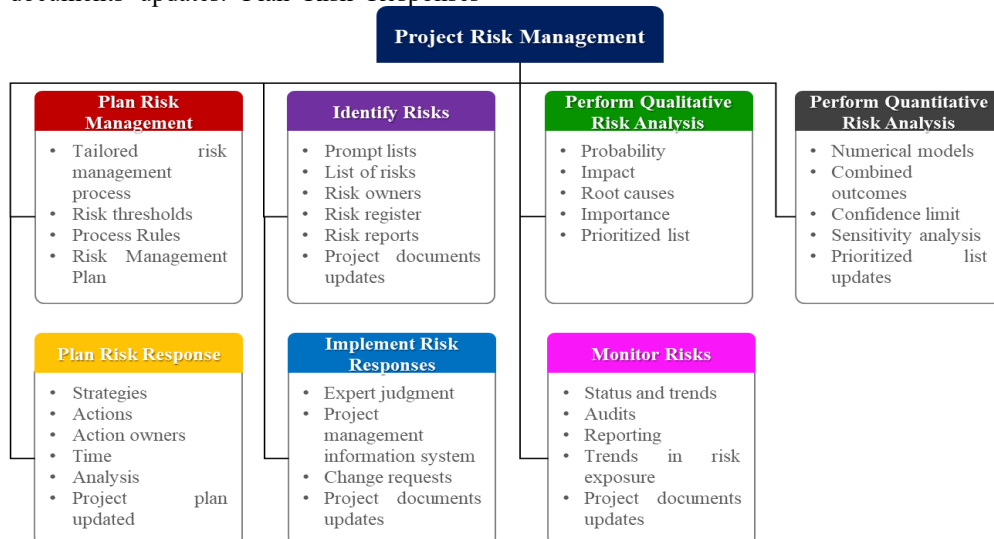 documents updates. Plan Risk Responses
Project Risk Management
Plan Risk
Management
• Tailored risk
management
process
• Risk thresholds
• Process Rules
• Risk Management
Plan
Identify Risks
• Prompt lists
• List of risks
• Risk owners
• Risk register
• Risk reports
• Project documents
updates
Perform Qualitative
Risk Analysis
• Probability
• Impact
• Root causes
• Importance
• Prioritized list
Perform Quantitative
Risk Analysis
• Numerical models
• Combined
outcomes
• Confidence limit
• Sensitivity analysis
• Prioritized list
updates
Plan Risk Response
• Strategies
• Actions
• Action owners
• Time
• Analysis
• Project plan
updated
Implement Risk
Responses
• Expert judgment
• Project
management
information system
• Change requests
• Project documents
updates
Monitor Risks
• Status and trends
• Audits
• Reporting
• Trends in risk
exposure
• Project documents
updates